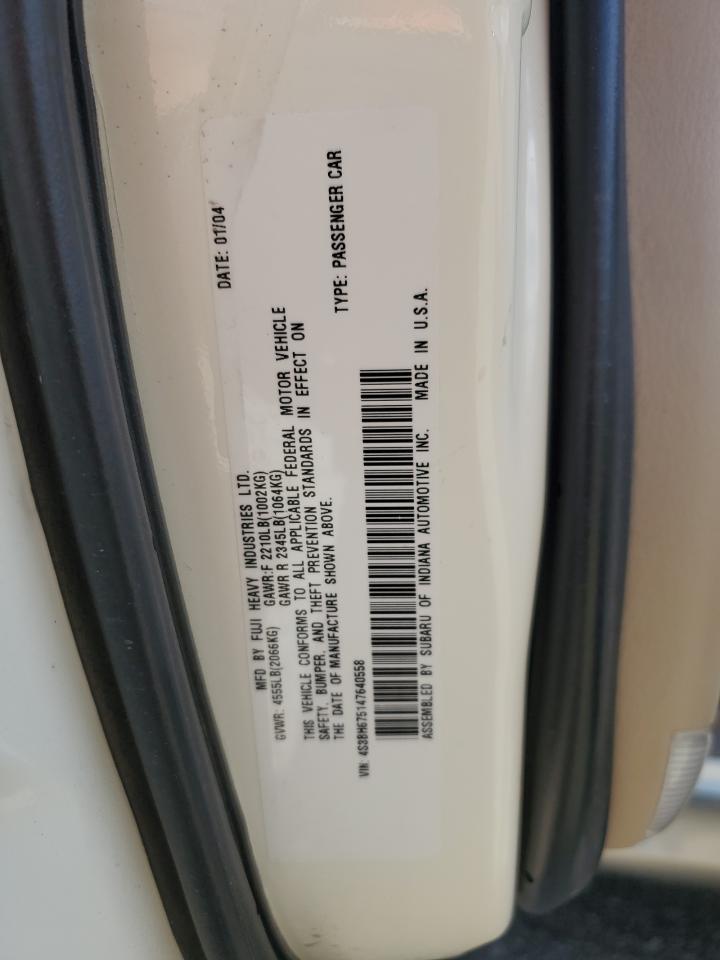 MFD BY FUJI HEAVY INDUSTRIES LTD. DATE: 01/04
GVWR: 4555LB(2066KG) GAWR:F 2210LB(1002KG)
GAWR R 2345LB(1064KG)
THIS VEHICLE CONFORMS TO ALL APPLICABLE FEDERAL MOTOR VEHICLE
SAFETY, BUMPER, AND THEFT PREVENTION STANDARDS IN EFFECT ON
THE DATE OF MANUFACTURE SHOWN ABOVE.
VIN: 4S3BH675147640558 TYPE: PASSENGER CAR
ASSEMBLED BY SUBARU OF INDIANA AUTOMOTIVE INC. MADE IN U.S.A.